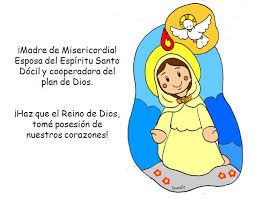 ¡Madre de Misericordia!
Esposa del Espíritu Santo
Dócil y cooperadora del
plan de Dios.
¡Haz que el Reino de Dios,
tomé posesión de
nuestros corazones!